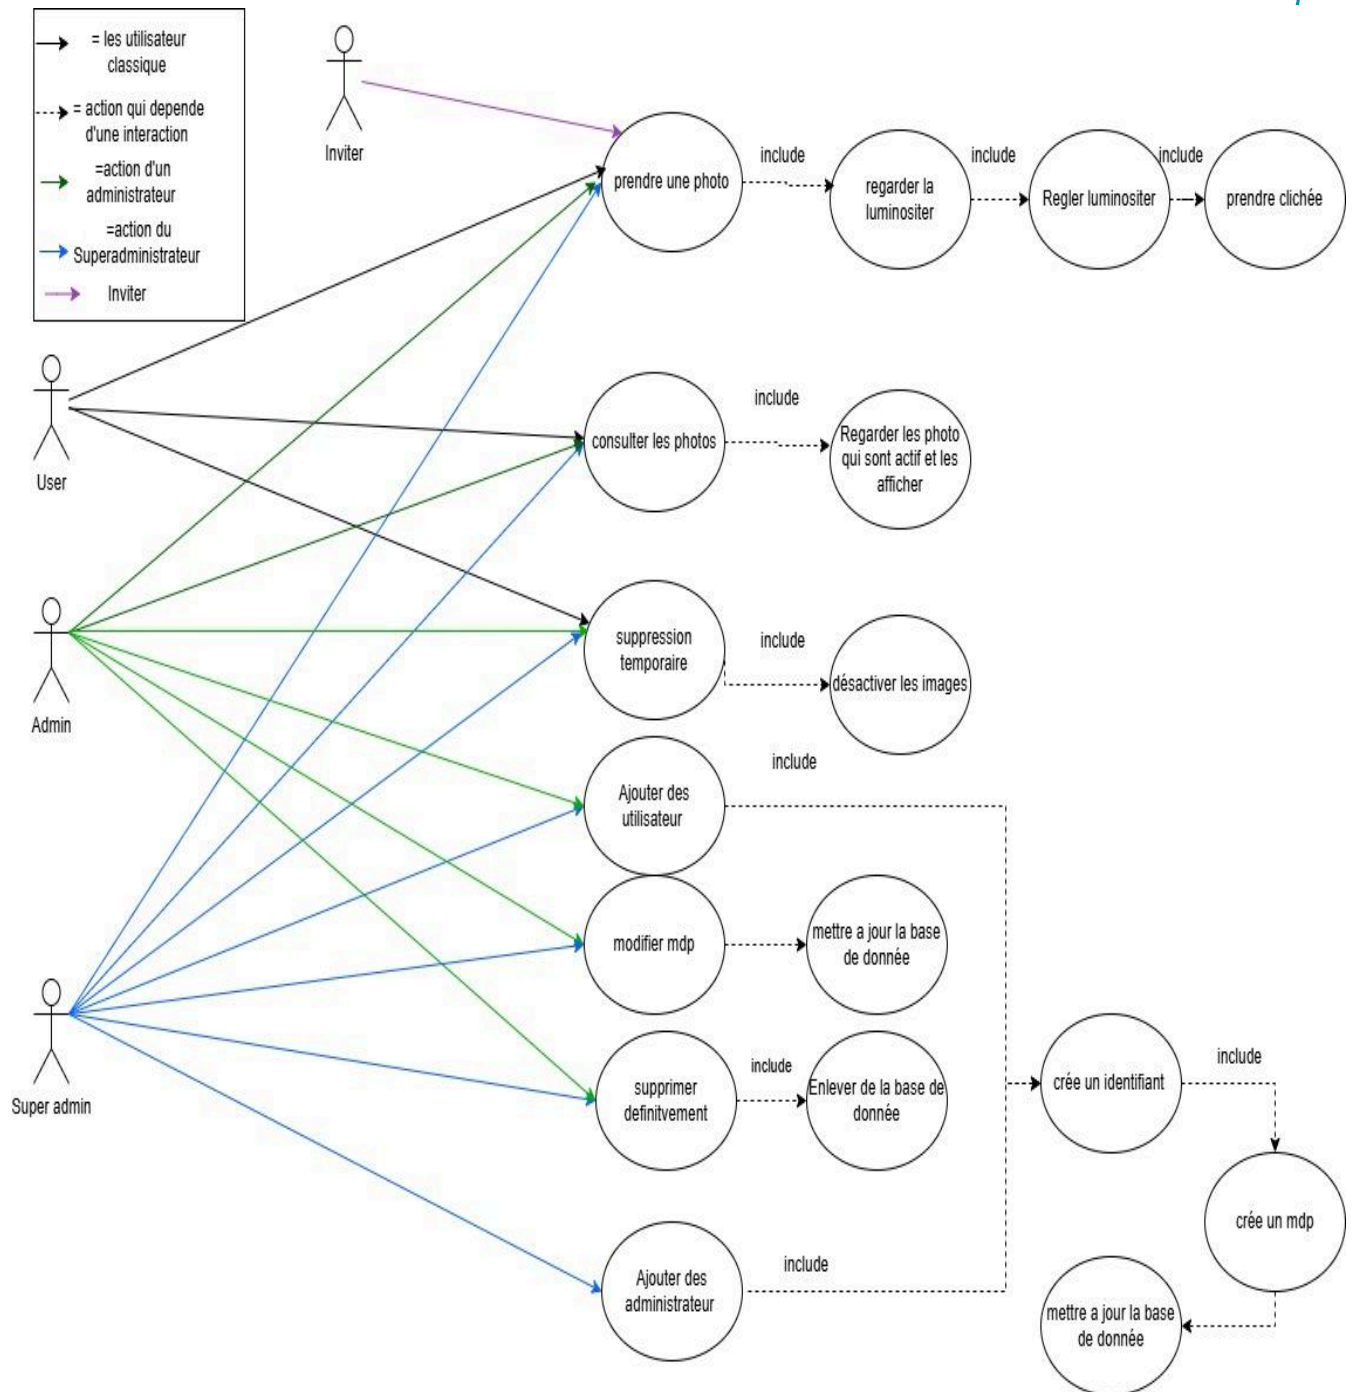 = les utilisateur
classique
= action qui depende
d'une interaction
=action d'un
administrateur
=action du
Superadministrateur
Inviter
Inviter
prendre une photo
include
regarder la
luminositer
include
Regler luminositer
include
prendre clichée
User
consulter les photos
include
Regarder les photo
qui sont actif et les
afficher
Admin
suppression
temporaire
include
désactiver les images
Ajouter des
utilisateur
include
modifier mdp
mettre a jour la base
de donnée
Super admin
supprimer
definitvement
include
Enlever de la base de
donnée
crée un identifiant
include
crée un mdp
Ajouter des
administrateur
include
mettre a jour la base
de donnée